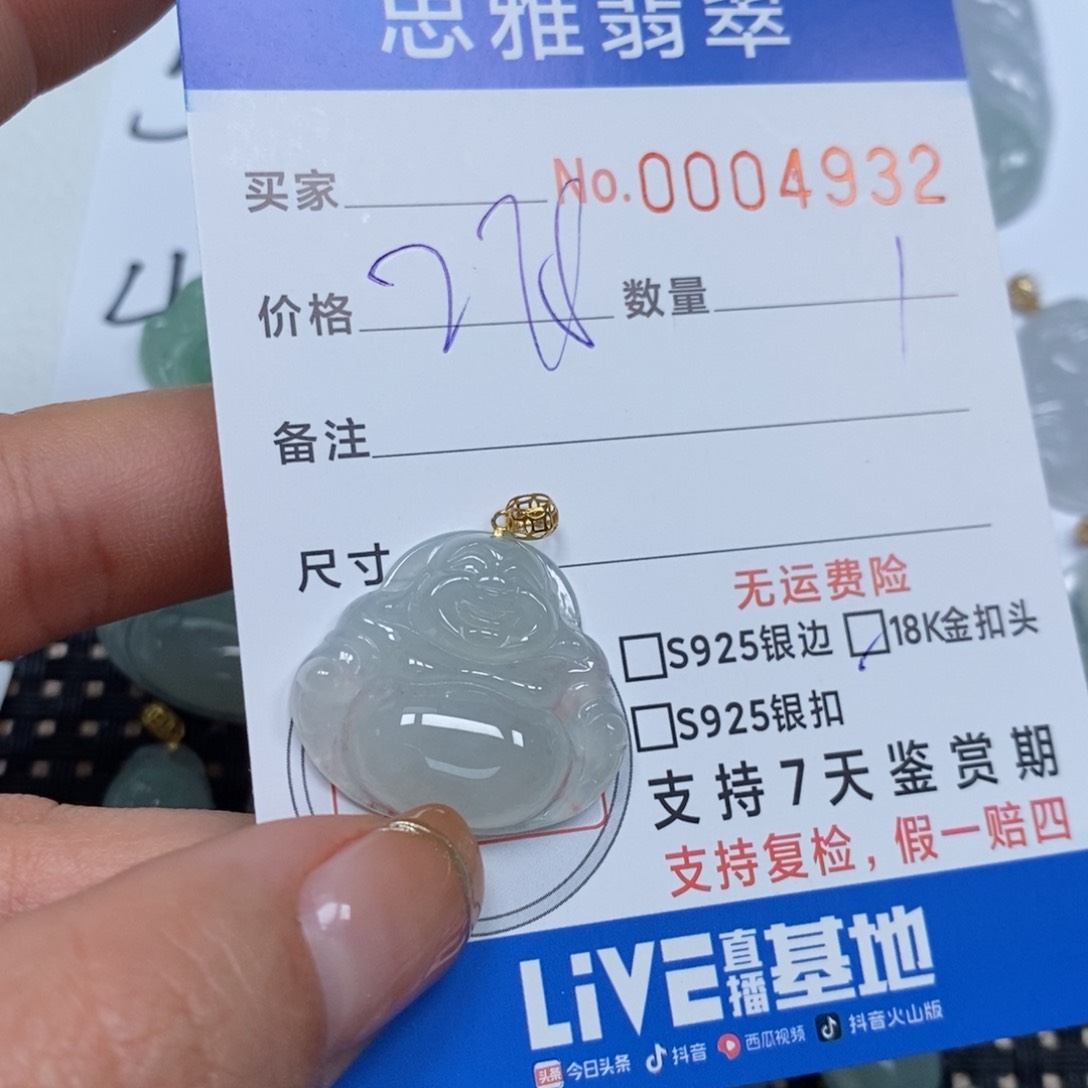 思雅翡翠
买家 No.0004932
价格 278 数量 1
备注
尺寸
无运费险
S925银边 18K金扣头
S925银扣
支持7天鉴赏期
支持复检，假一赔四
LiVE直播基地
头条 今日头条 抖音 西瓜视频 抖音火山版